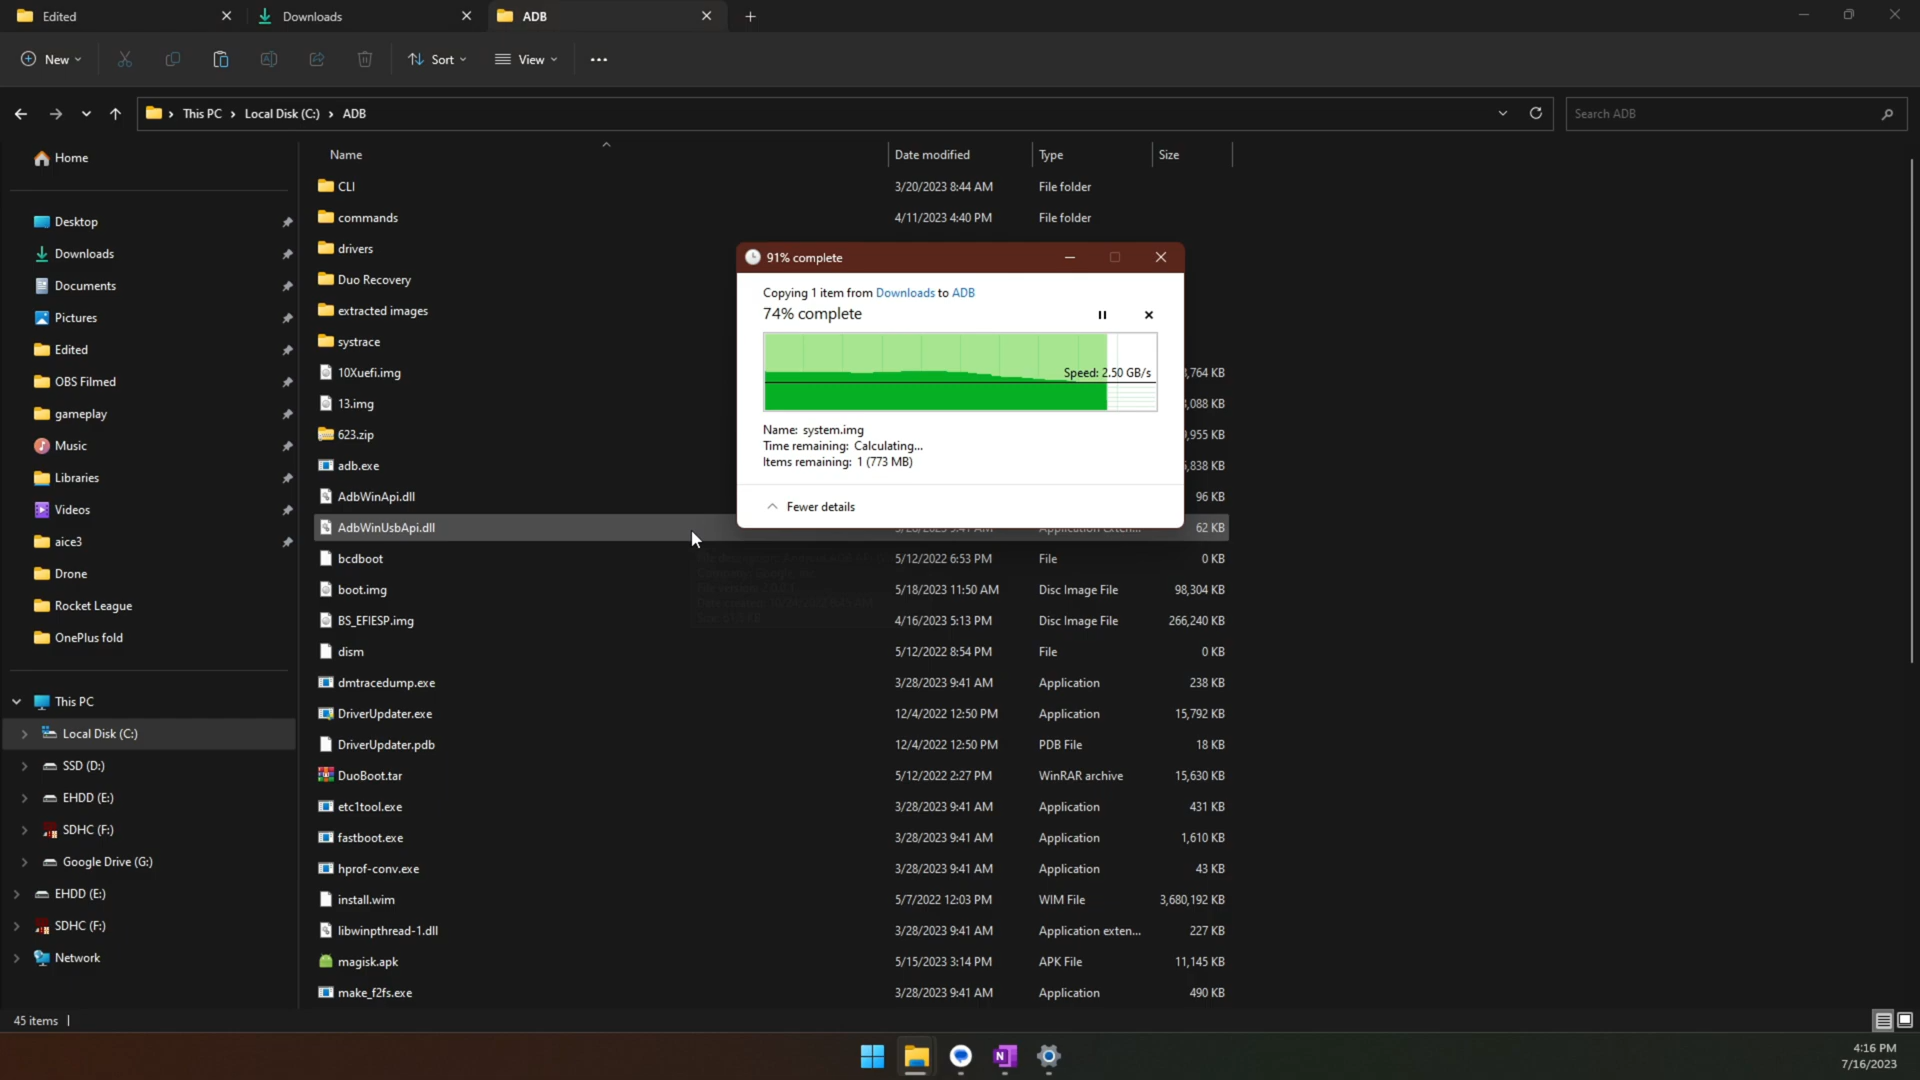 Edited
Downloads
ADB
New
Sort
View
This PC > Local Disk (C:) > ADB
Search ADB
Name
Date modified
Type
Size
Home
Desktop
Downloads
Documents
Pictures
Edited
OBS Filmed
gameplay
Music
Libraries
Videos
aice3
Drone
Rocket League
OnePlus fold
This PC
Local Disk (C:)
SSD (D:)
EHDD (E:)
SDHC (F:)
Google Drive (G:)
EHDD (E:)
SDHC (F:)
Network
CLI 3/20/2023 8:44 AM File folder
commands 4/11/2023 4:40 PM File folder
drivers
Duo Recovery
extracted images
systrace
10Xuefi.img ,764 KB
13.img ,088 KB
623.zip ,955 KB
adb.exe ,838 KB
AdbWinApi.dll 96 KB
AdbWinUsbApi.dll 62 KB
bcdboot 5/12/2022 6:53 PM File 0 KB
boot.img 5/18/2023 11:50 AM Disc Image File 98,304 KB
BS_EFIESP.img 4/16/2023 5:13 PM Disc Image File 266,240 KB
dism 5/12/2022 8:54 PM File 0 KB
dmtracedump.exe 3/28/2023 9:41 AM Application 238 KB
DriverUpdater.exe 12/4/2022 12:50 PM Application 15,792 KB
DriverUpdater.pdb 12/4/2022 12:50 PM PDB File 18 KB
DuoBoot.tar 5/12/2022 2:27 PM WinRAR archive 15,630 KB
etc1tool.exe 3/28/2023 9:41 AM Application 431 KB
fastboot.exe 3/28/2023 9:41 AM Application 1,610 KB
hprof-conv.exe 3/28/2023 9:41 AM Application 43 KB
install.wim 5/7/2022 12:03 PM WIM File 3,680,192 KB
libwinpthread-1.dll 3/28/2023 9:41 AM Application exten... 227 KB
magisk.apk 5/15/2023 3:14 PM APK File 11,145 KB
make_f2fs.exe 3/28/2023 9:41 AM Application 490 KB
91% complete
Copying 1 item from Downloads to ADB
74% complete
Speed: 2.50 GB/s
Name: system.img
Time remaining: Calculating...
Items remaining: 1 (773 MB)
Fewer details
45 items
4:16 PM
7/16/2023